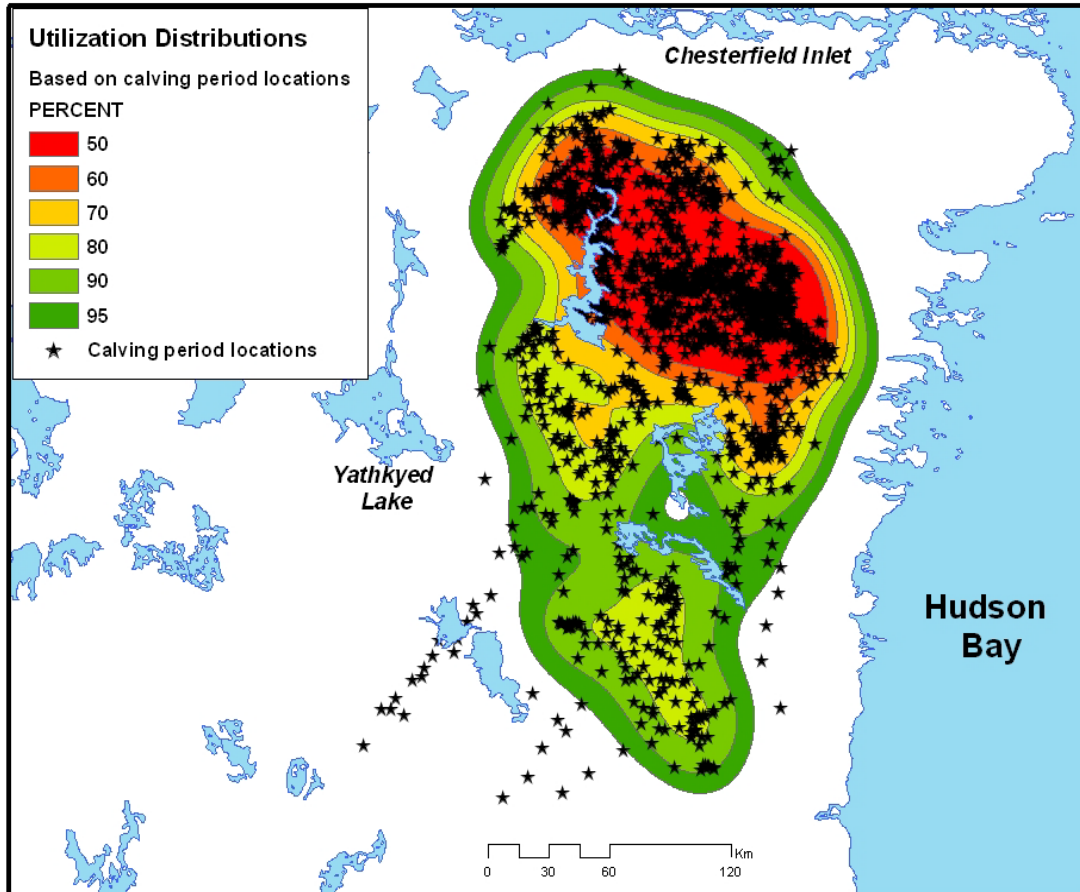 Utilization Distributions
Based on calving period locations
PERCENT
50
60
70
80
90
95
Calving period locations
Chesterfield Inlet
Yathkyed
Lake
Hudson
Bay
Km
0 30 60 120